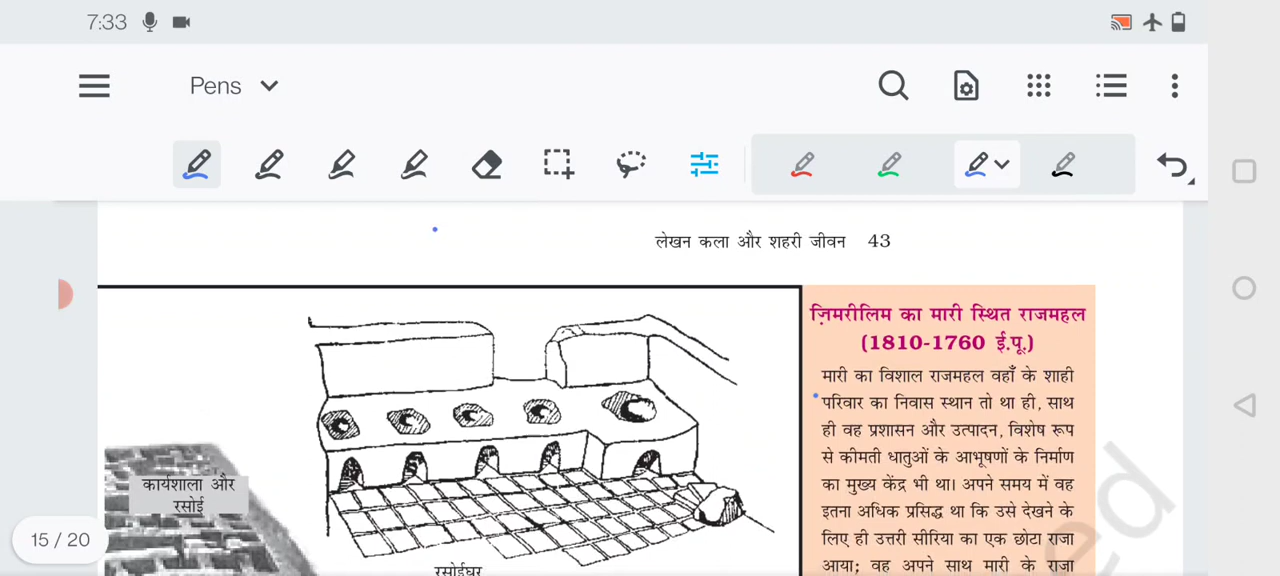 7:33
Pens
लेखन कला और शहरी जीवन 43
ज़िमरीलिम का मारी स्थित राजमहल
(1810-1760 ई.पू.)
मारी का विशाल राजमहल वहाँ के शाही
परिवार का निवास स्थान तो था ही, साथ
ही वह प्रशासन और उत्पादन, विशेष रूप
से कीमती धातुओं के आभूषणों के निर्माण
का मुख्य केंद्र भी था। अपने समय में वह
इतना अधिक प्रसिद्ध था कि उसे देखने के
लिए ही उत्तरी सीरिया का एक छोटा राजा
आया; वह अपने साथ मारी के राजा
कार्यशाला और
रसोई
रसोईघर
15 / 20
ed